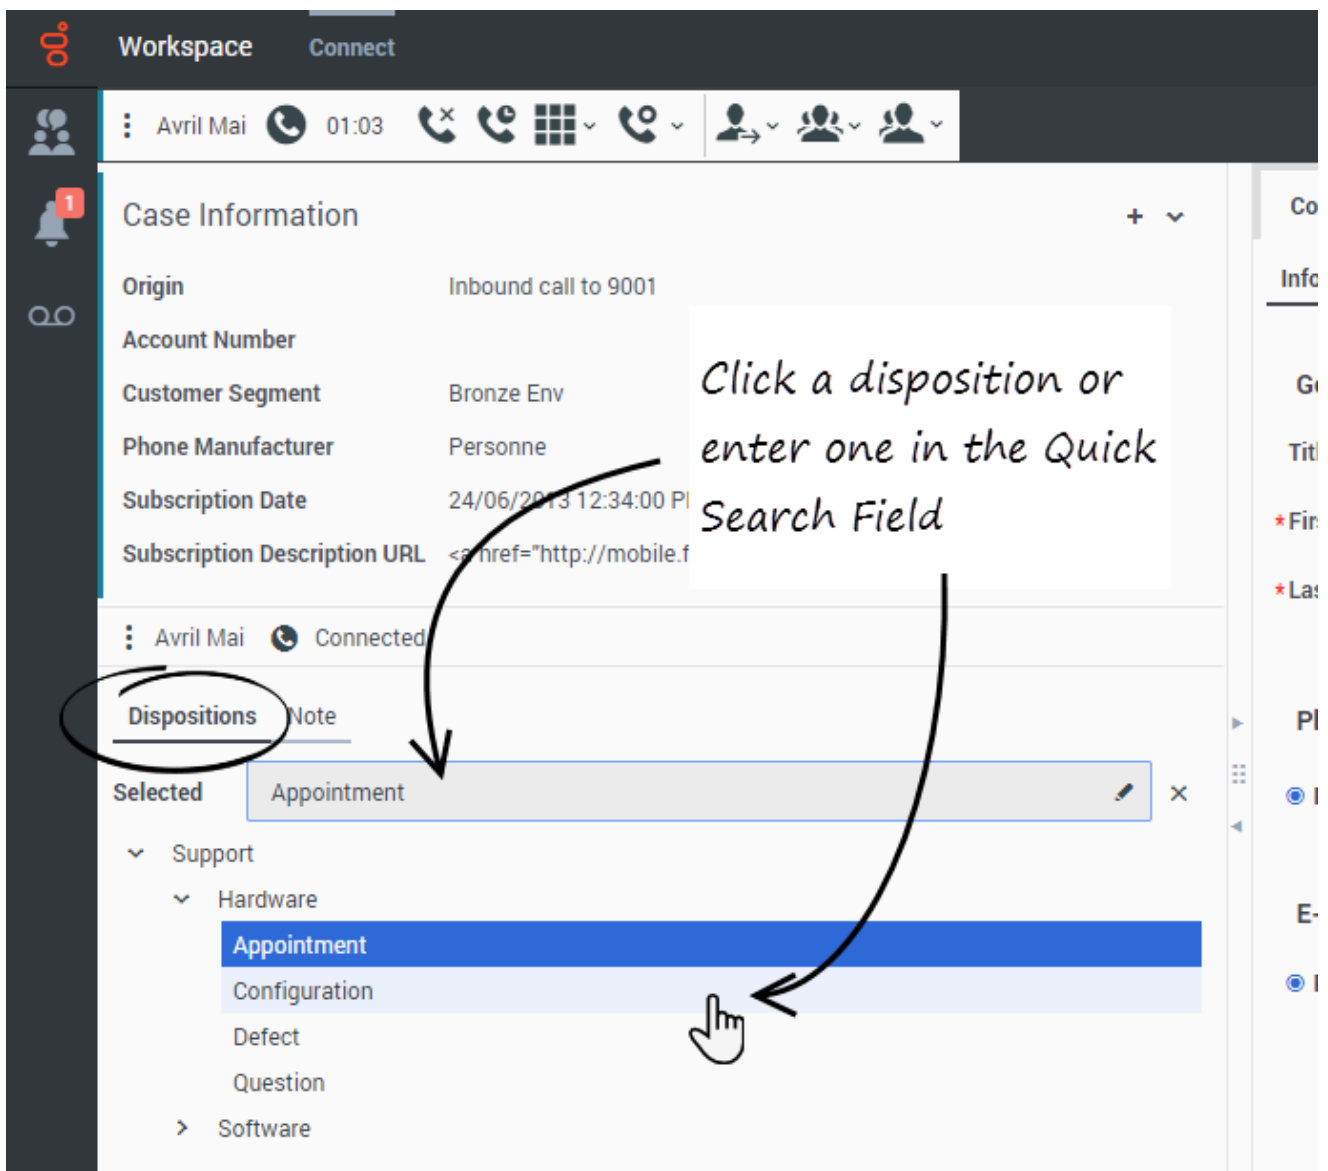 Workspace Connect
Avril Mai 01:03
1
Case Information
Origin Inbound call to 9001
Account Number
Customer Segment Bronze Env
Phone Manufacturer Personne
Subscription Date 24/06/2013 12:34:00 P
Subscription Description URL <a href="http://mobile.f
Click a disposition or
enter one in the Quick
Search Field
Avril Mai Connected
Dispositions Note
Selected Appointment
Support
Hardware
Appointment
Configuration
Defect
Question
Software
Co
Info
Ge
Titl
*Firs
*Las
E-